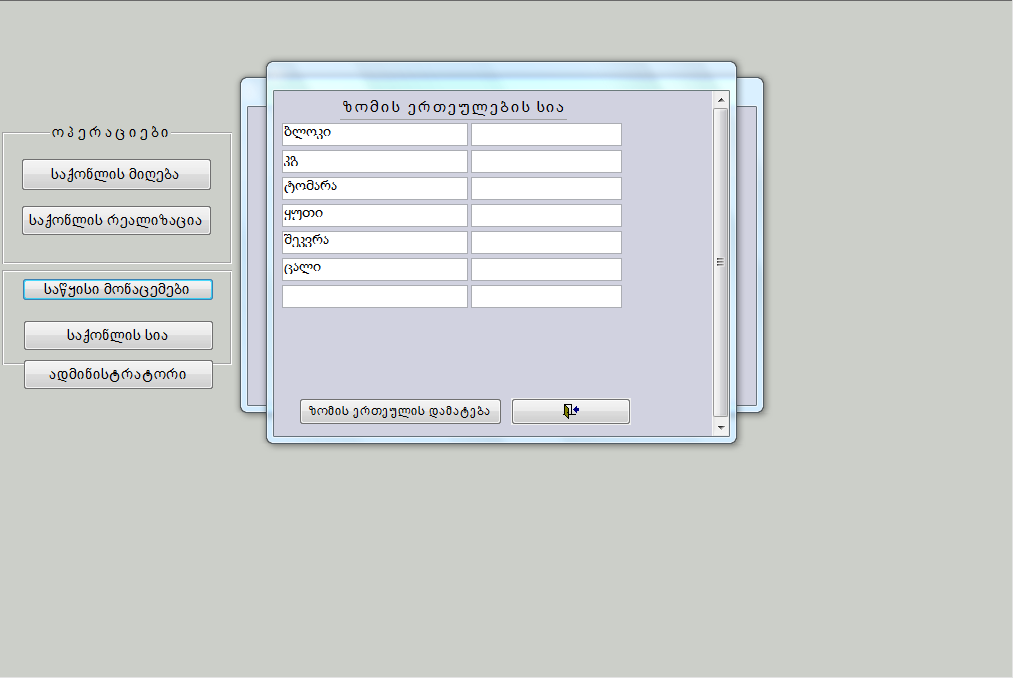 ოპერაციები
საქონლის მიღება
საქონლის რეალიზაცია
საწყისი მონაცემები
საქონლის სია
ადმინისტრატორი
ზომის ერთეულების სია
ბლოკი
კგ
ტომარა
ყუთი
შეკვრა
ცალი
ზომის ერთეულის დამატება